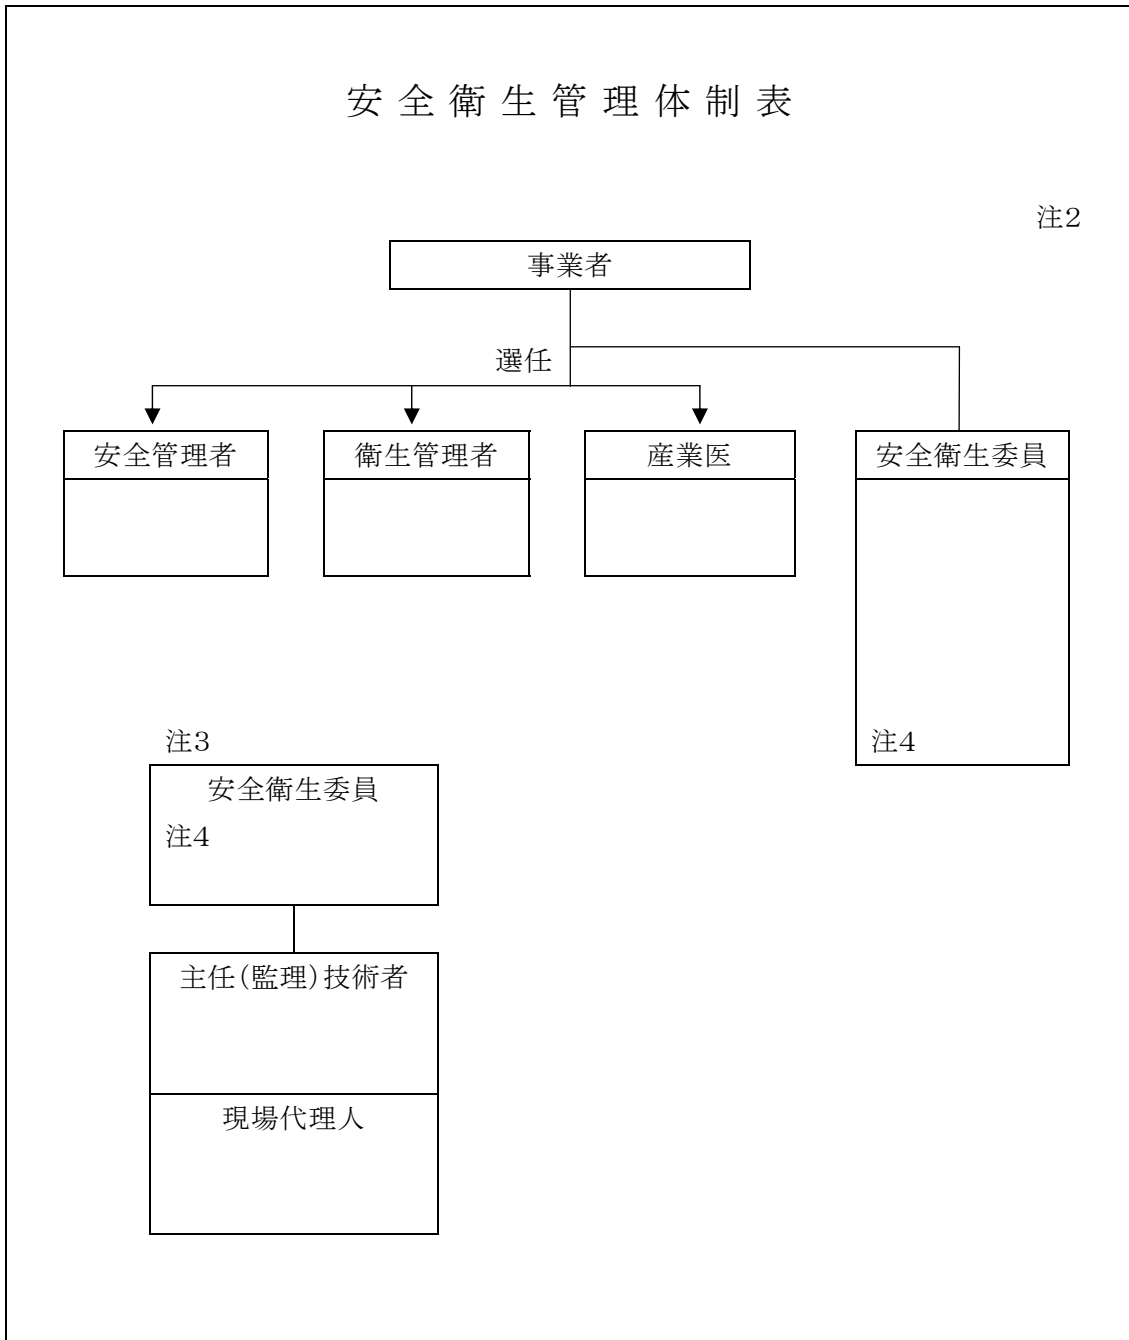 安全衛生管理体制表
注2
事業者
選任
安全管理者
衛生管理者
産業医
安全衛生委員
注4
注3
安全衛生委員
注4
主任(監理)技術者
現場代理人